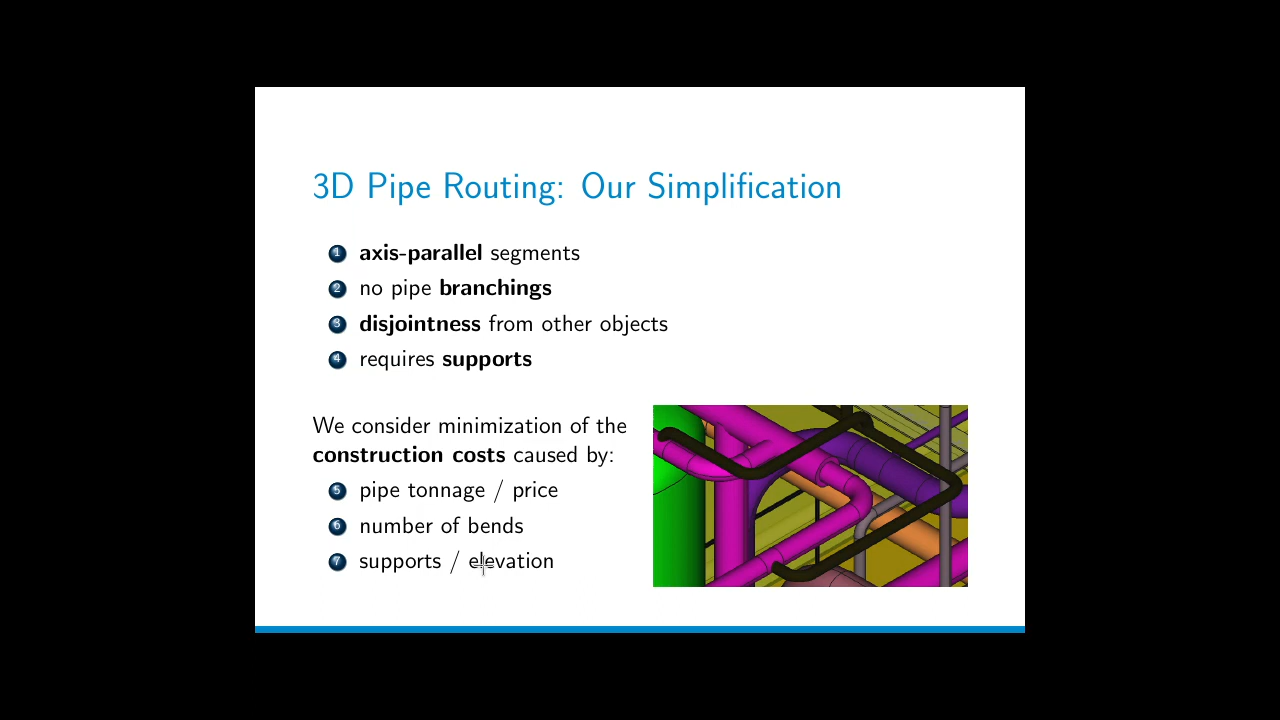 3D Pipe Routing: Our Simplification
1 axis-parallel segments
2 no pipe branchings
3 disjointness from other objects
4 requires supports
We consider minimization of the
construction costs caused by:
5 pipe tonnage / price
6 number of bends
7 supports / elevation